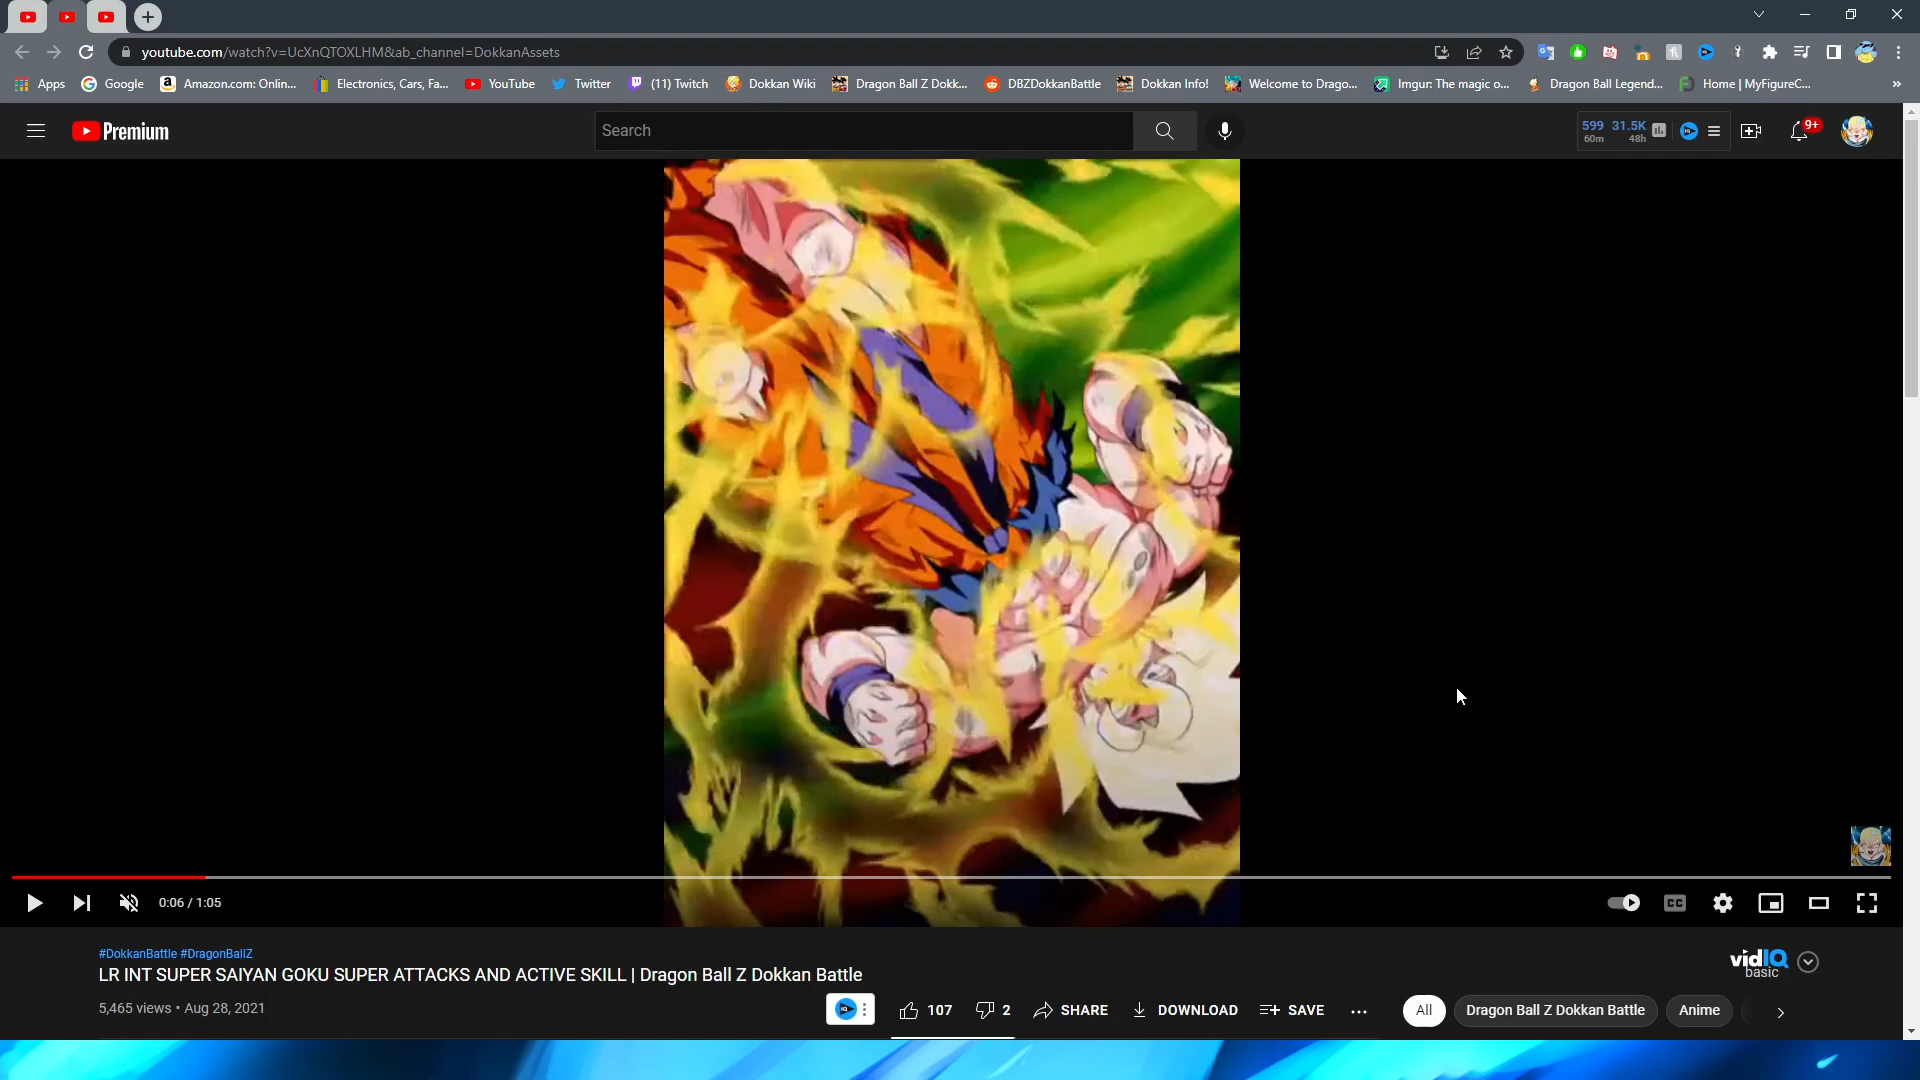 youtube.com/watch?v=UcXnQTOXLHM&ab_channel=DokkanAssets
Apps Google Amazon.com: Onlin... Electronics, Cars, Fa... YouTube Twitter (11) Twitch Dokkan Wiki Dragon Ball Z Dokk... DBZDokkanBattle Dokkan Info! Welcome to Drago... Imgur: The magic o... Dragon Ball Legend... Home | MyFigureC... »
Premium Search 599 60m 31.5K 48h 9+
0:06 / 1:05 CC
#DokkanBattle #DragonBallZ
LR INT SUPER SAIYAN GOKU SUPER ATTACKS AND ACTIVE SKILL | Dragon Ball Z Dokkan Battle
vidIQ
basic
5,465 views • Aug 28, 2021
107 2 SHARE DOWNLOAD SAVE ... All Dragon Ball Z Dokkan Battle Anime